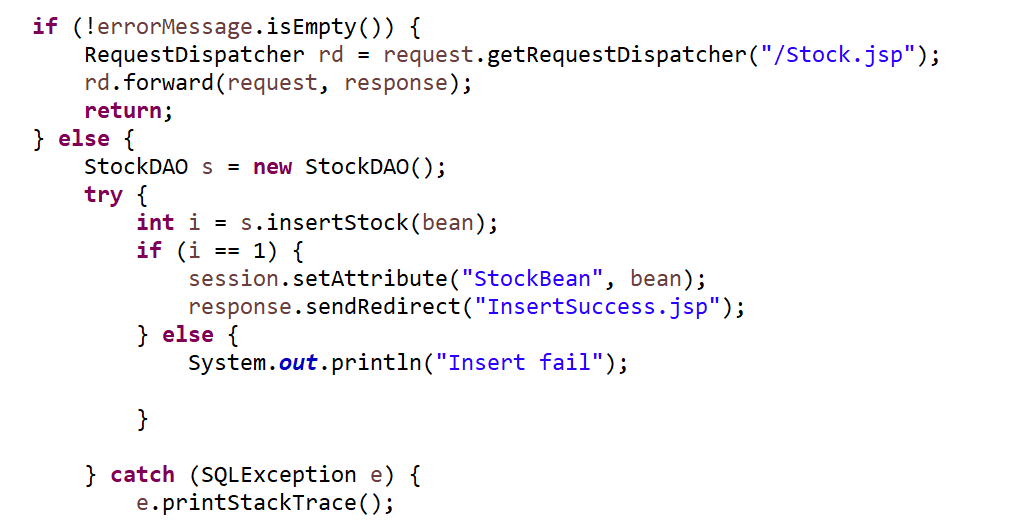 if (!errorMessage.isEmpty()) {
    RequestDispatcher rd = request.getRequestDispatcher("/Stock.jsp");
    rd.forward(request, response);
    return;
} else {
    StockDAO s = new StockDAO();
    try {
        int i = s.insertStock(bean);
        if (i == 1) {
            session.setAttribute("StockBean", bean);
            response.sendRedirect("InsertSuccess.jsp");
        } else {
            System.out.println("Insert fail");
        }
    } catch (SQLException e) {
        e.printStackTrace();